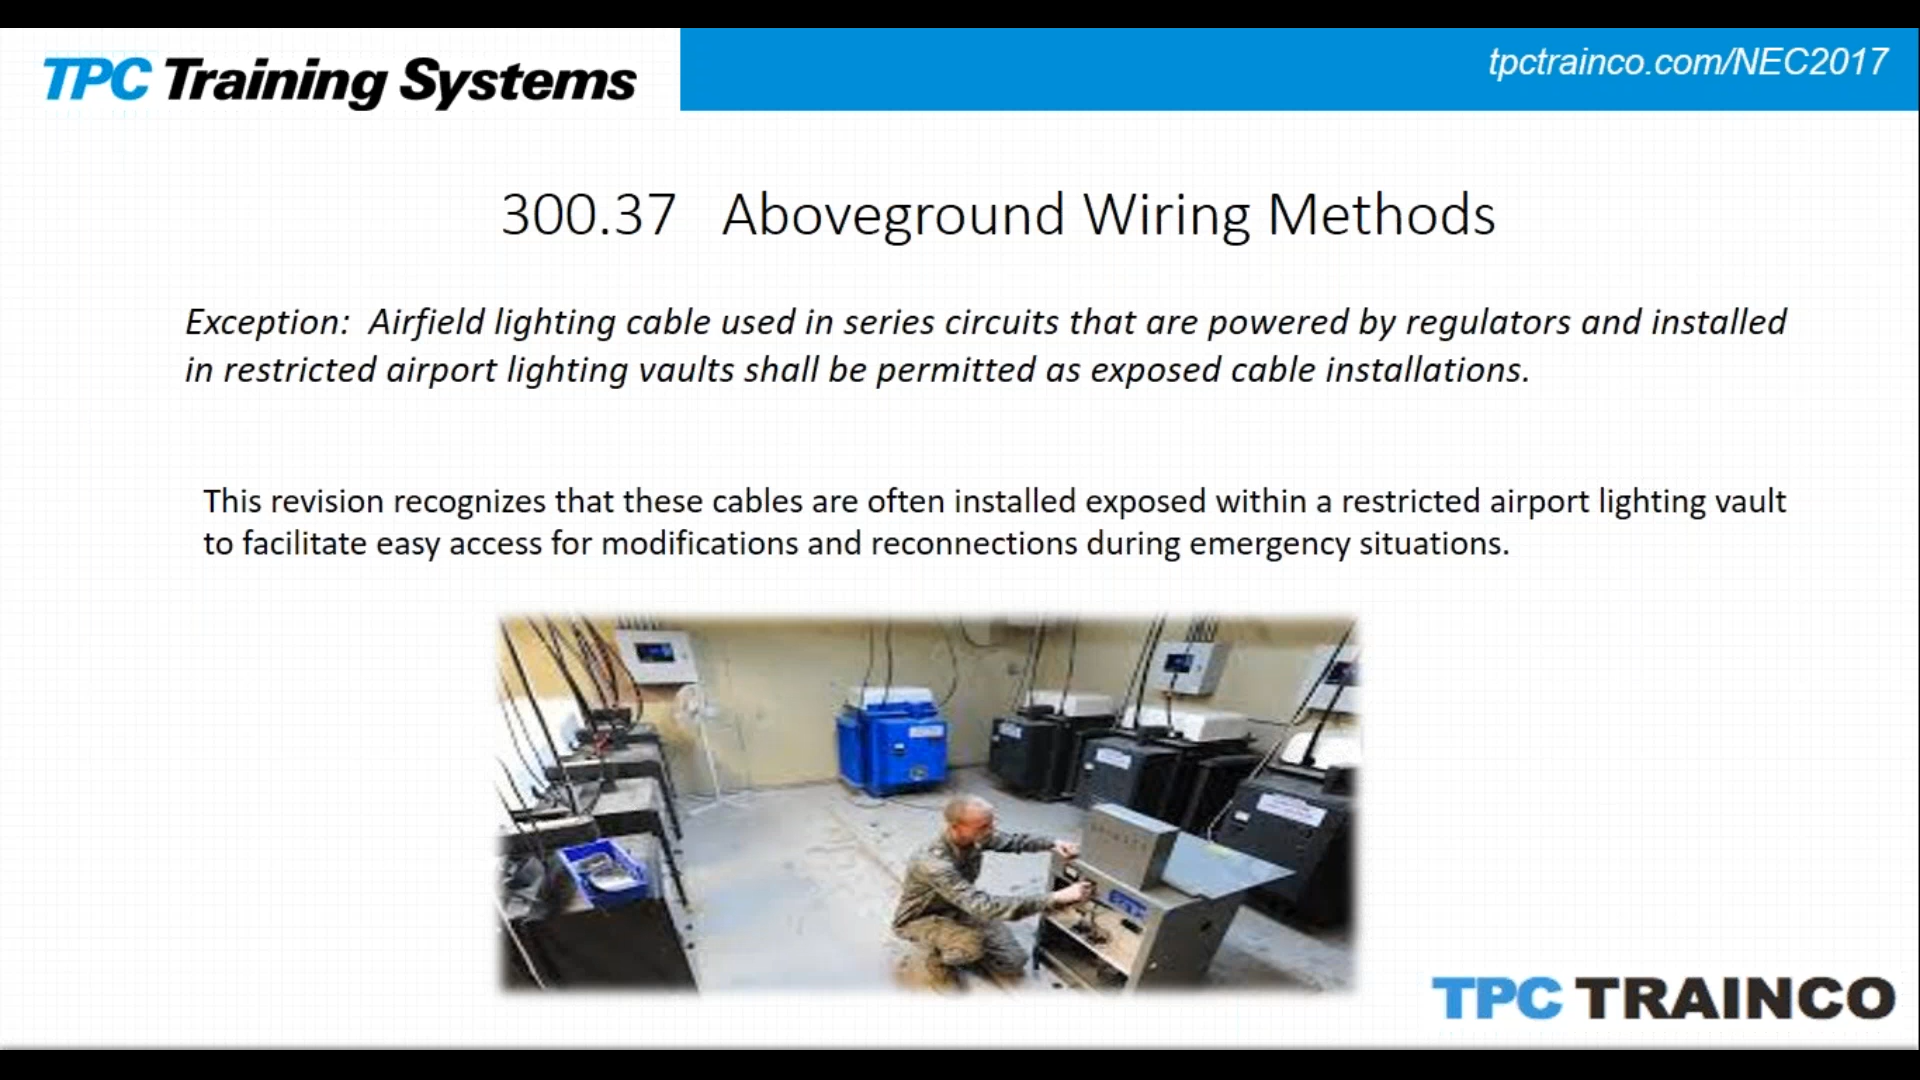 TPC Training Systems
tpctrainco.com/NEC2017
300.37 Aboveground Wiring Methods
Exception: Airfield lighting cable used in series circuits that are powered by regulators and installed
in restricted airport lighting vaults shall be permitted as exposed cable installations.
This revision recognizes that these cables are often installed exposed within a restricted airport lighting vault
to facilitate easy access for modifications and reconnections during emergency situations.
TPC TRAINCO